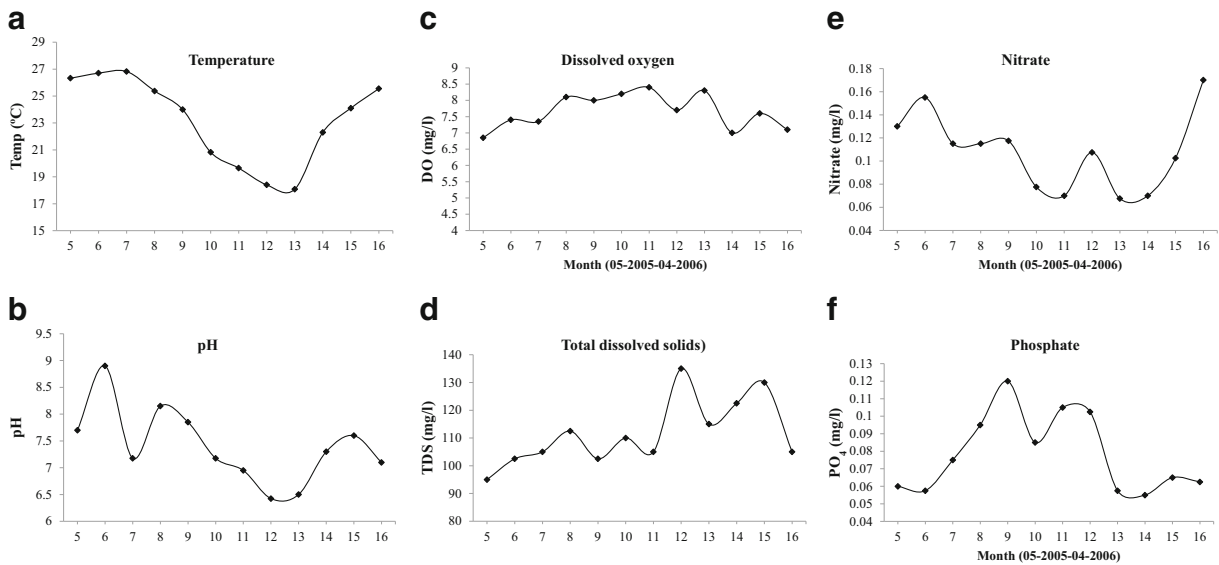 a
Temperature
Temp (ºC)
29
27
25
23
21
19
17
15
5 6 7 8 9 10 11 12 13 14 15 16
c
Dissolved oxygen
DO (mg/l)
9
8.5
8
7.5
7
6.5
6
5.5
5
4.5
4
5 6 7 8 9 10 11 12 13 14 15 16
Month (05-2005-04-2006)
e
Nitrate
Nitrate (mg/l)
0.18
0.16
0.14
0.12
0.1
0.08
0.06
0.04
5 6 7 8 9 10 11 12 13 14 15 16
Month (05-2005-04-2006)
b
pH
pH
9.5
9
8.5
8
7.5
7
6.5
6
5 6 7 8 9 10 11 12 13 14 15 16
d
Total dissolved solids)
TDS (mg/l)
140
130
120
110
100
90
80
5 6 7 8 9 10 11 12 13 14 15 16
f
Phosphate
PO4 (mg/l)
0.13
0.12
0.11
0.1
0.09
0.08
0.07
0.06
0.05
0.04
5 6 7 8 9 10 11 12 13 14 15 16
Month (05-2005-04-2006)